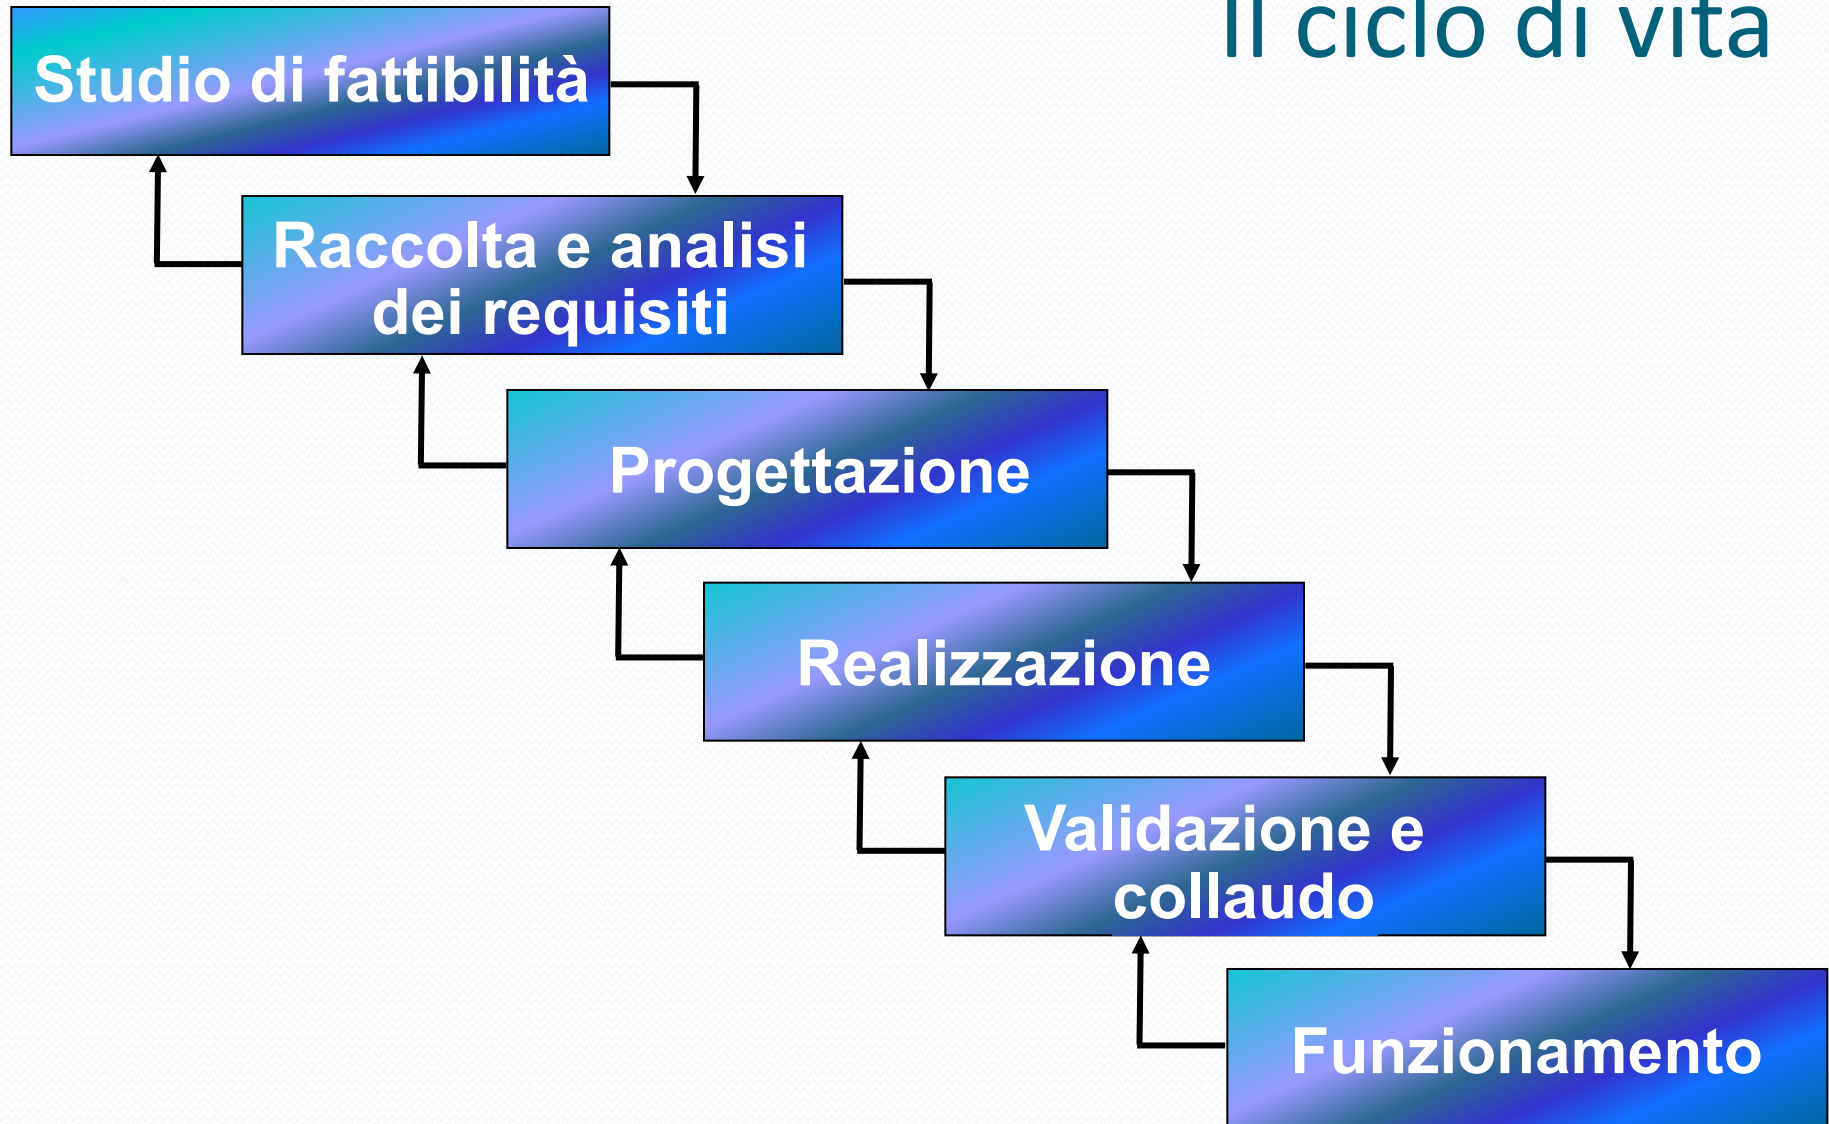 Il ciclo di vita
Studio di fattibilità
Raccolta e analisi
dei requisiti
Progettazione
Realizzazione
Validazione e
collaudo
Funzionamento